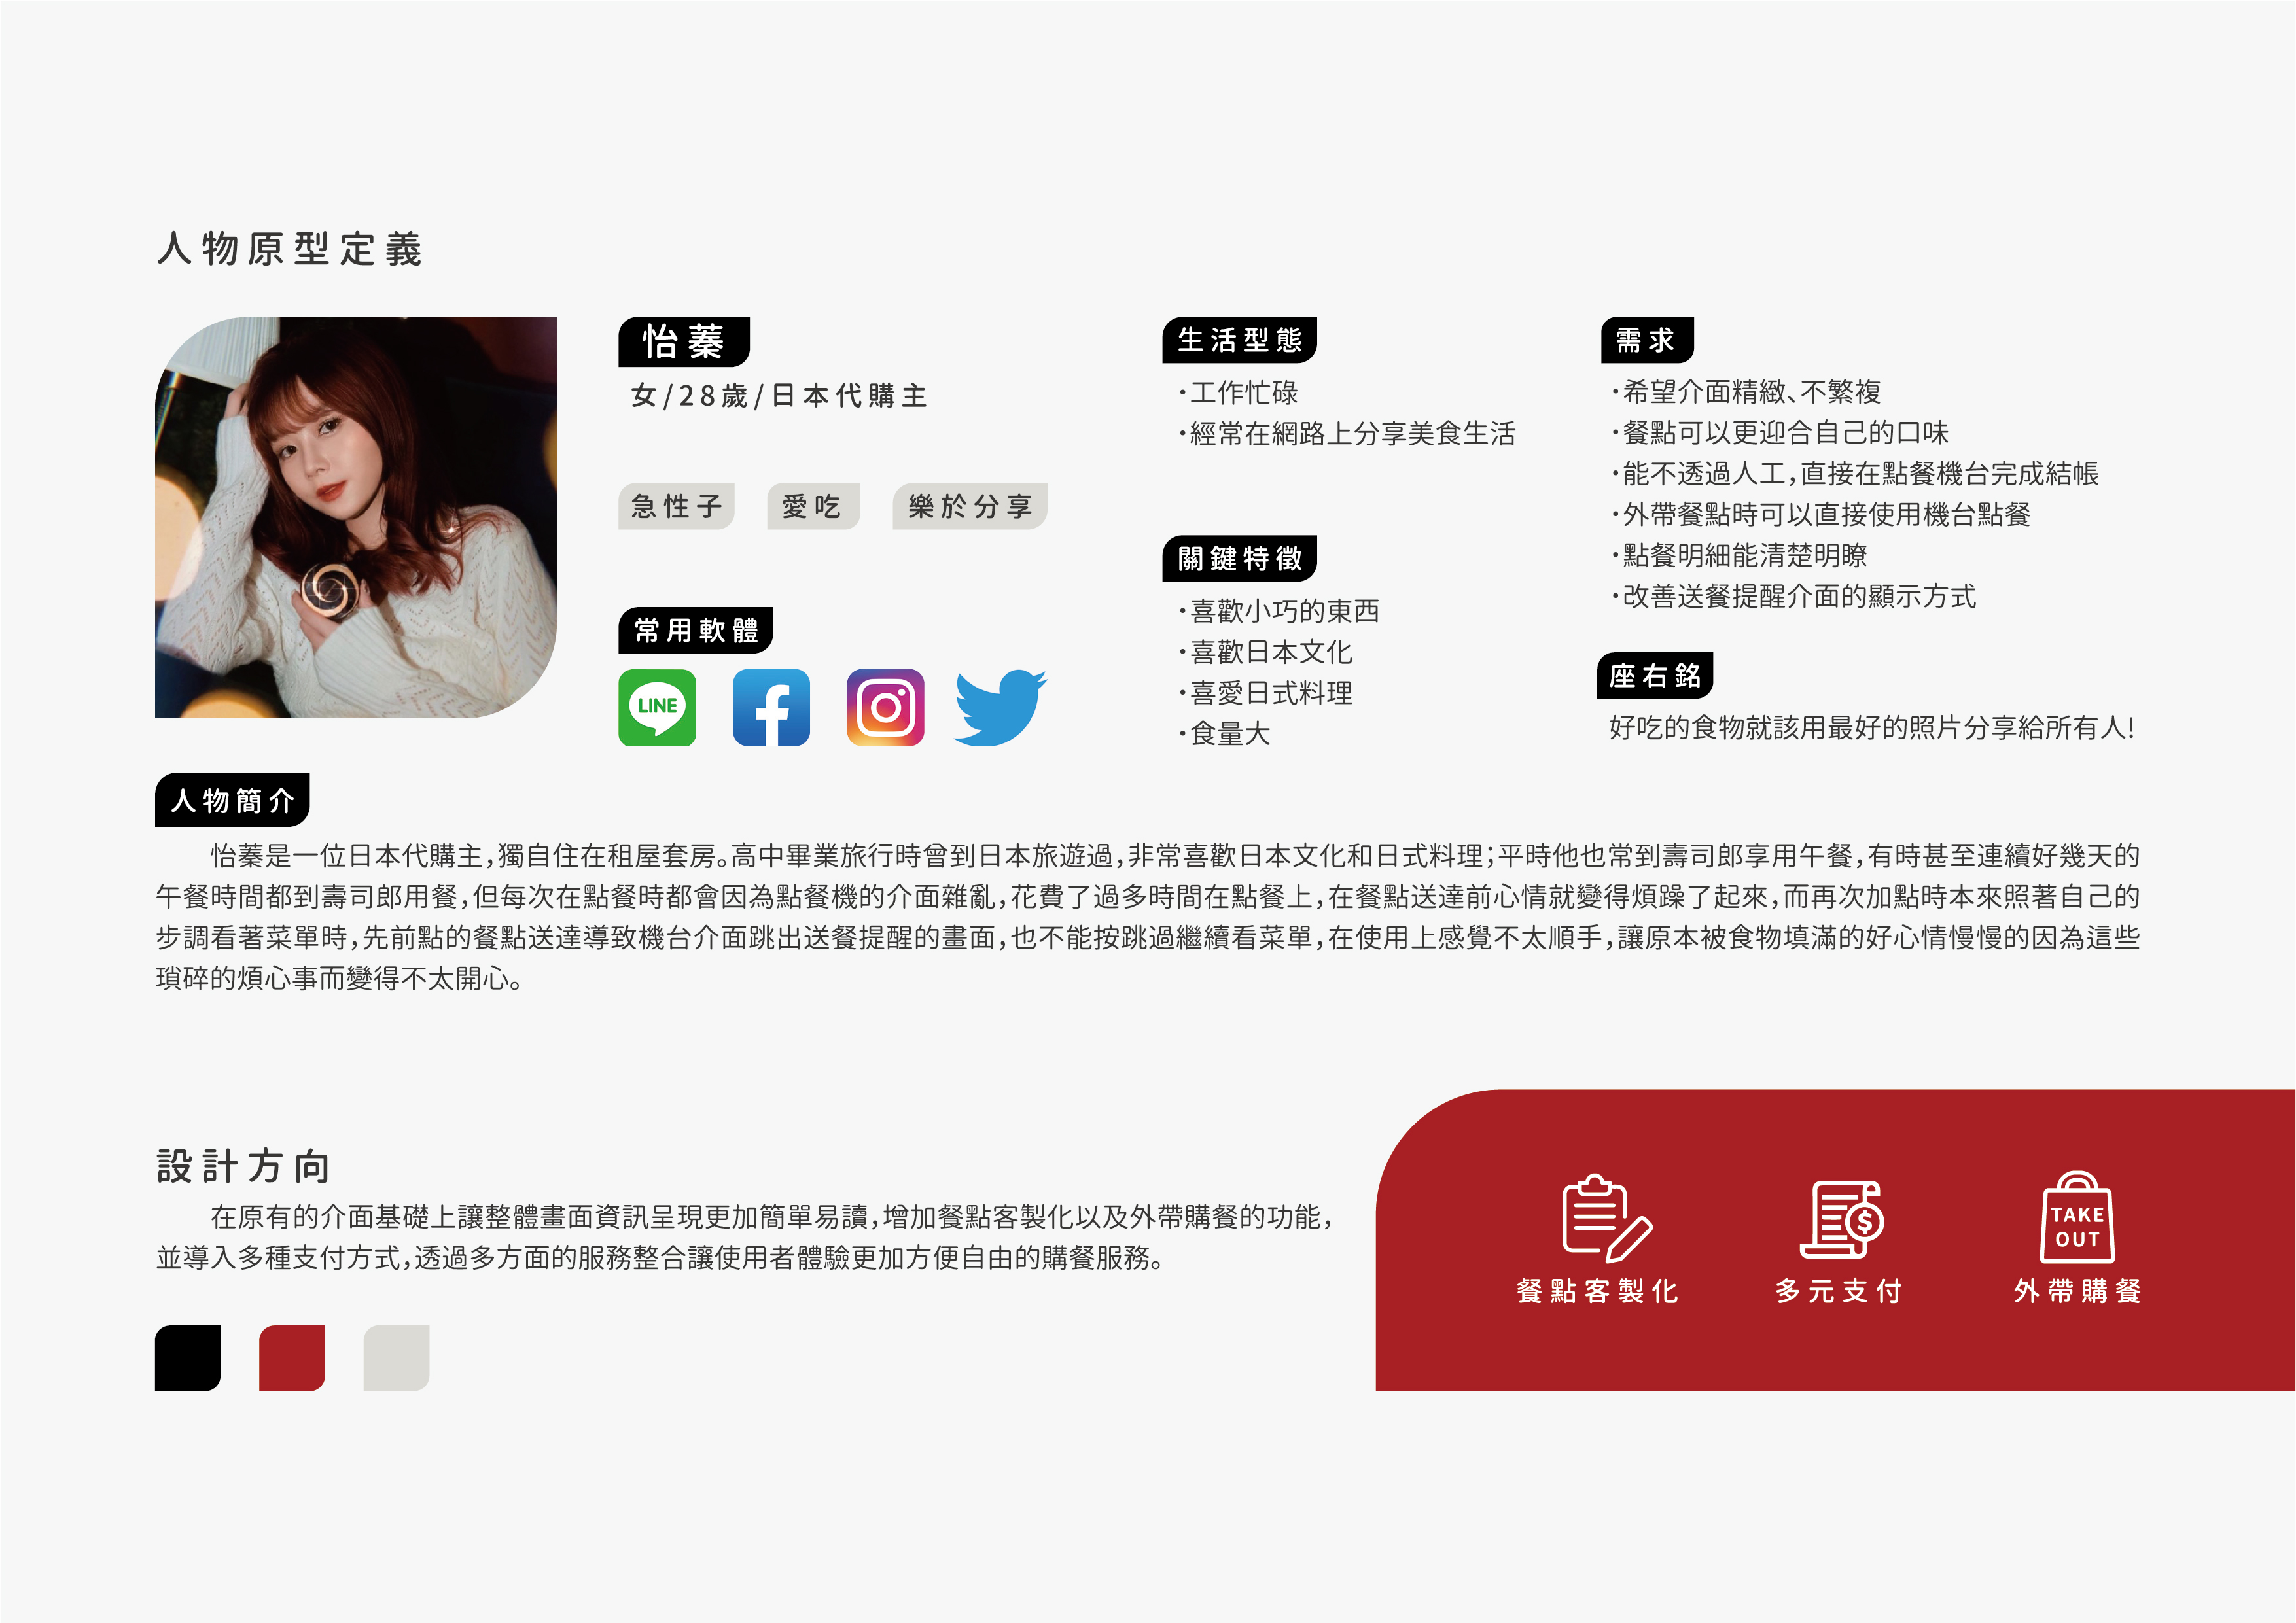 人物原型定義
怡蓁
女/28歲/日本代購主
急性子
愛吃
樂於分享
常用軟體
LINE
生活型態
·工作忙碌
·經常在網路上分享美食生活
關鍵特徵
·喜歡小巧的東西
·喜歡日本文化
·喜愛日式料理
·食量大
需求
·希望介面精緻、不繁複
·餐點可以更迎合自己的口味
·能不透過人工，直接在點餐機台完成結帳
·外帶餐點時可以直接使用機台點餐
·點餐明細能清楚明瞭
·改善送餐提醒介面的顯示方式
座右銘
好吃的食物就該用最好的照片分享給所有人！
人物簡介
怡蓁是一位日本代購主，獨自住在租屋套房。高中畢業旅行時曾到日本旅遊過，非常喜歡日本文化和日式料理；平時他也常到壽司郎享用午餐，有時甚至連續好幾天的
午餐時間都到壽司郎用餐，但每次在點餐時都會因為點餐機的介面雜亂，花費了過多時間在點餐上，在餐點送達前心情就變得煩躁了起來，而再次加點時本來照著自己的
步調看著菜單時，先前點的餐點送達導致機台介面跳出送餐提醒的畫面，也不能按跳過繼續看菜單，在使用上感覺不太順手，讓原本被食物填滿的好心情慢慢的因為這些
瑣碎的煩心事而變得不太開心。
設計方向
在原有的介面基礎上讓整體畫面資訊呈現更加簡單易讀，增加餐點客製化以及外帶購餐的功能，
並導入多種支付方式，透過多方面的服務整合讓使用者體驗更加方便自由的購餐服務。
餐點客製化
$
多元支付
TAKE
OUT
外帶購餐